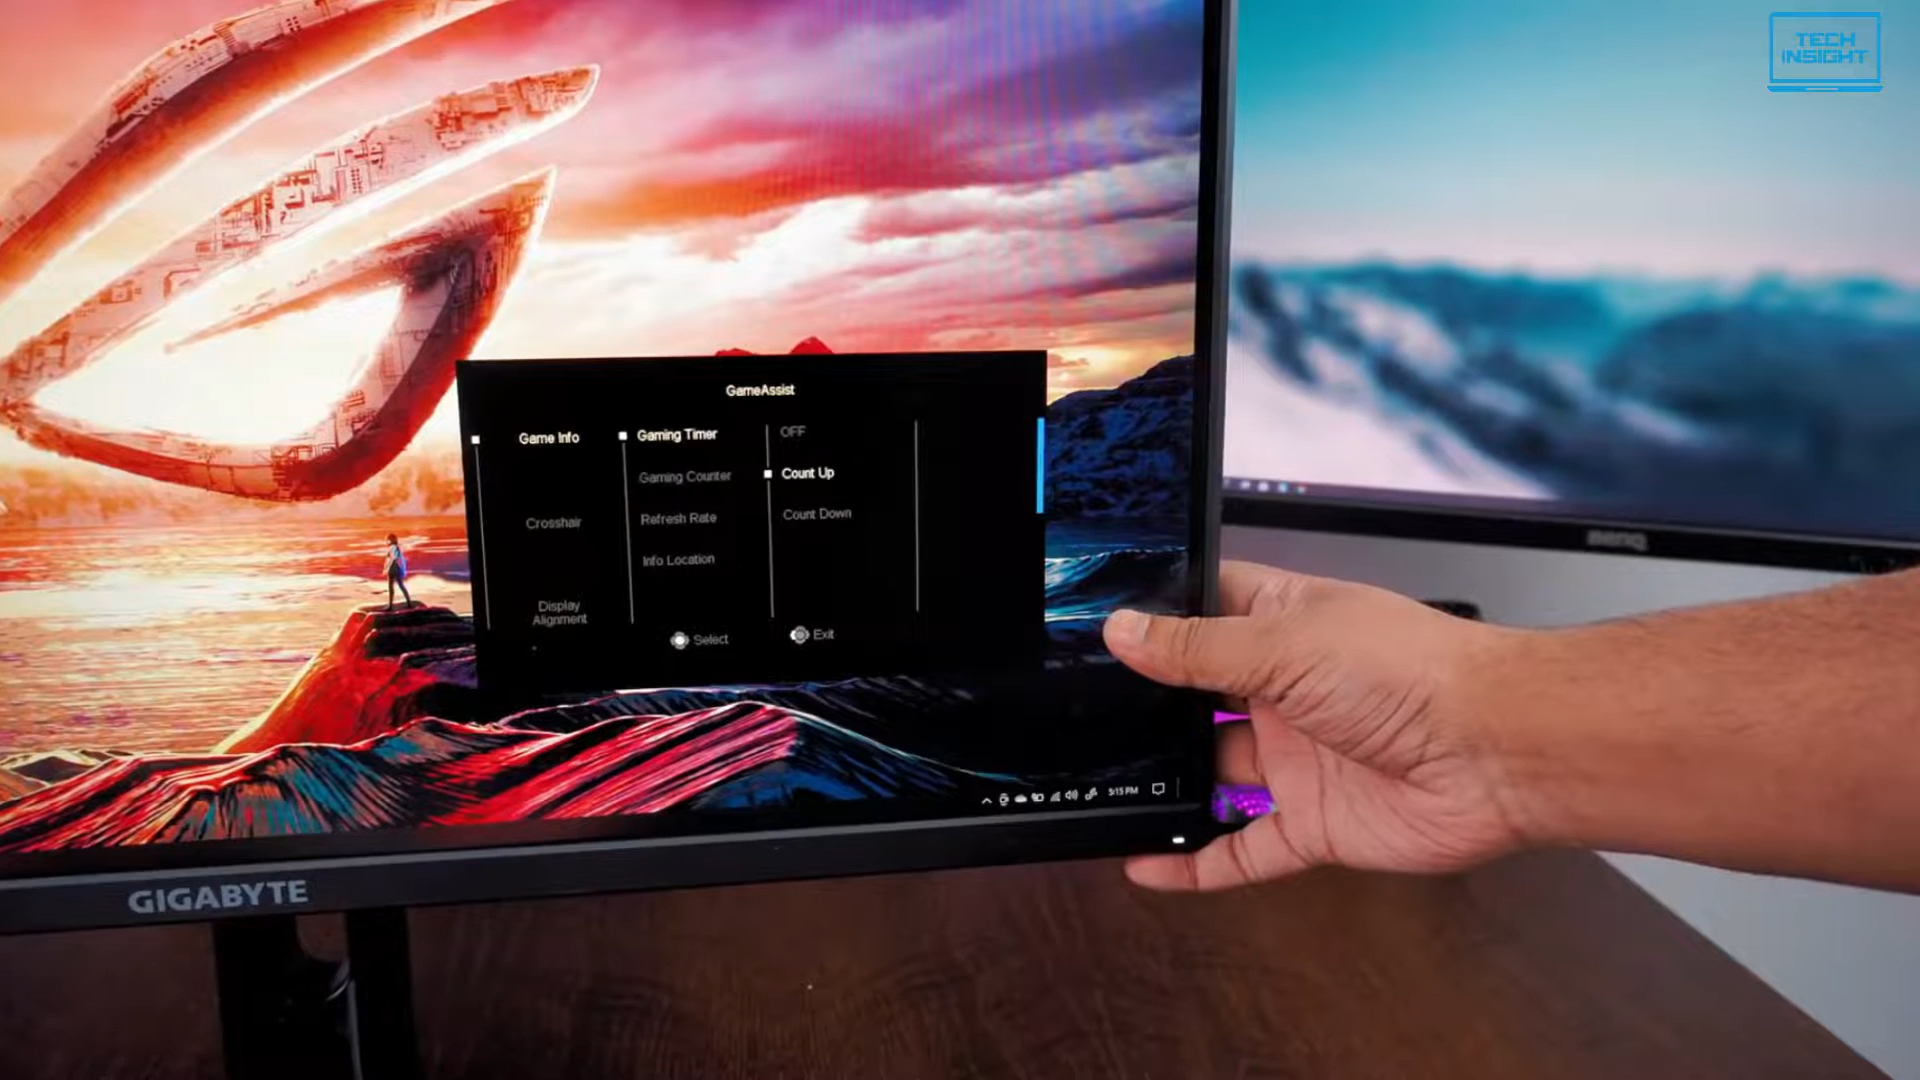 TECH
INSIGHT
GameAssist
Game Info
Gaming Timer
OFF
Gaming Counter
Count Up
Crosshair
Refresh Rate
Count Down
Info Location
Display
Alignment
Select
Exit
5:15 PM
GIGABYTE
BenQ